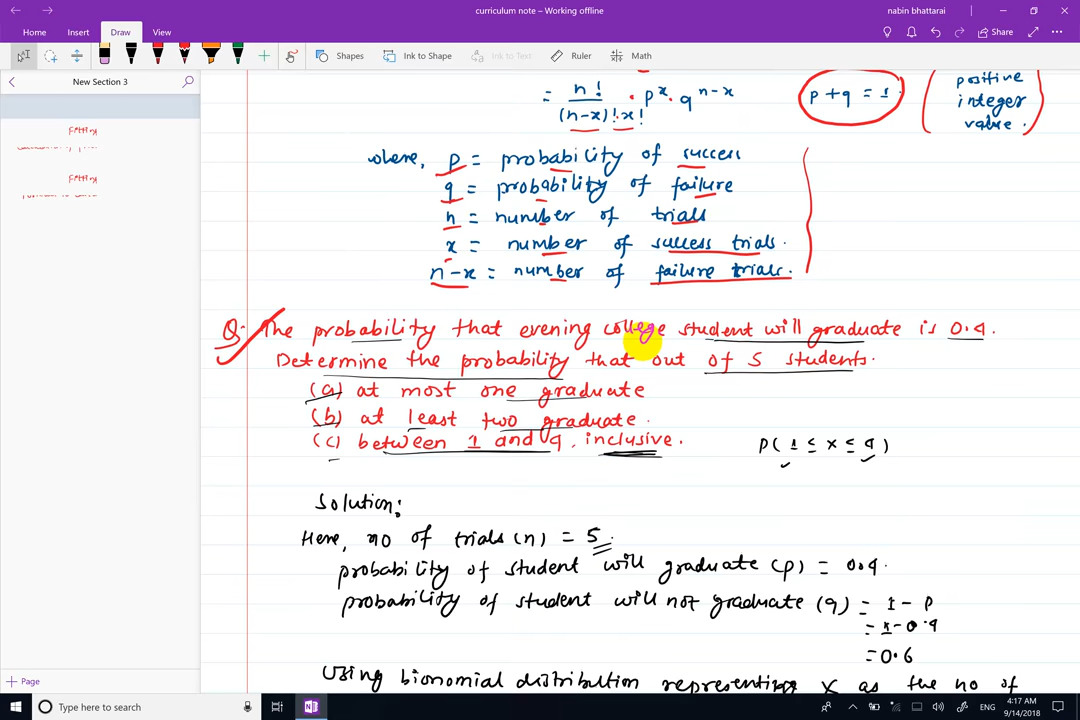 curriculum note – Working offline
nabin bhattarai
Home Insert Draw View
Share
Shapes Ink to Shape Ink to Text Ruler Math
New Section 3
= n! / (n-x)! x! . p^x . q^n-x
p + q = 1
positive
integer
value.
where, p = probability of success
q = probability of failure
n = number of trials
x = number of success trials.
n-x = number of failure trials.
Q. The probability that evening college student will graduate is 0.4.
Determine the probability that out of 5 students.
(a) at most one graduate
(b) at least two graduate.
(c) between 1 and 4, inclusive.
P(1 ≤ x ≤ 4)
Solution:
Here, no of trials (n) = 5.
probability of student will graduate (p) = 0.4.
probability of student will not graduate (q) = 1 - p
= 1-0.4
= 0.6
Using bionomial distribution representing x as the no of
+ Page
Type here to search
ENG
4:17 AM
9/14/2018